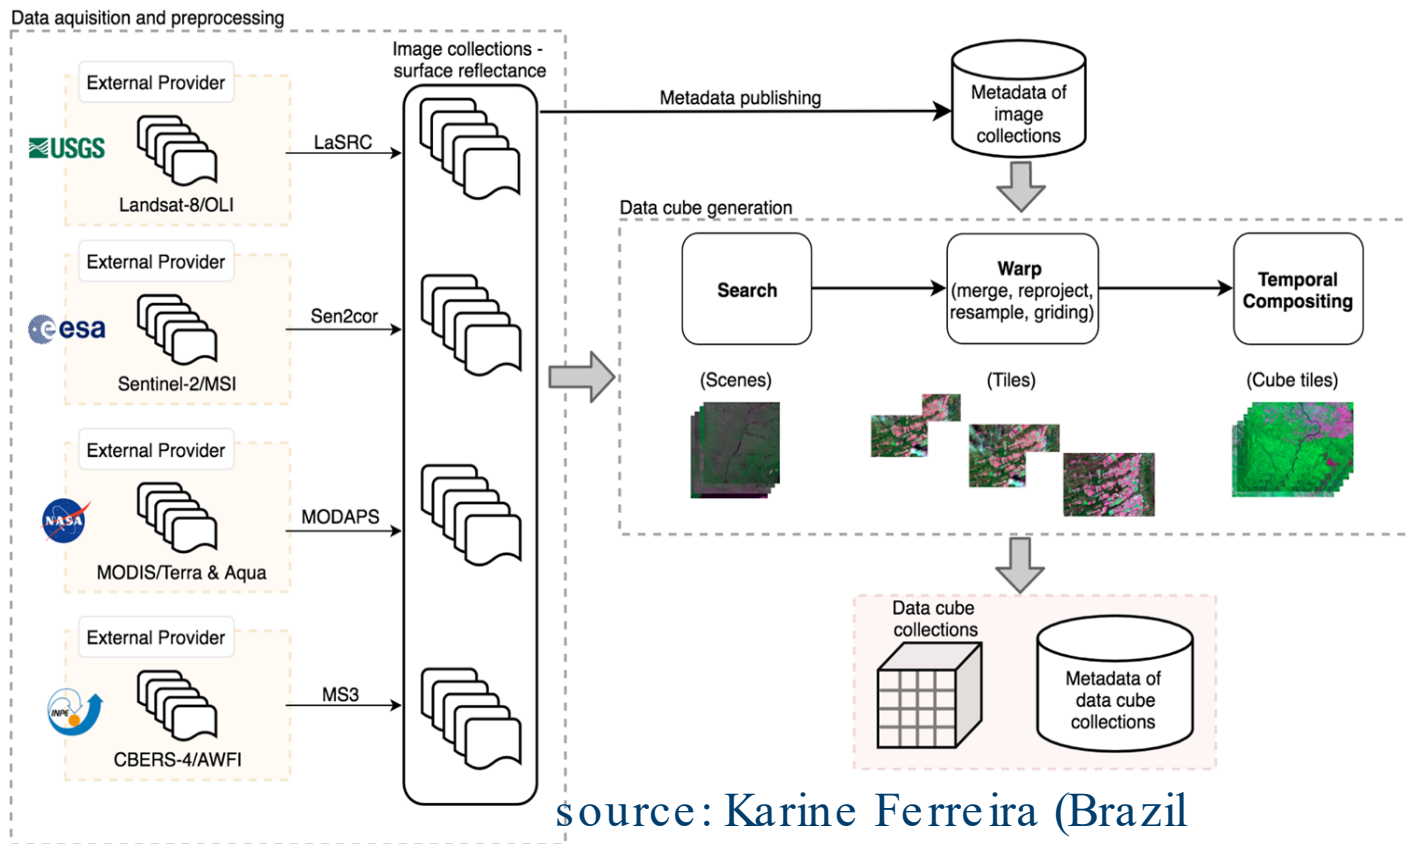 Data aquisition and preprocessing
Image collections -
surface reflectance
External Provider
USGS
LaSRC
Landsat-8/OLI
External Provider
esa
Sen2cor
Sentinel-2/MSI
External Provider
NASA
MODAPS
MODIS/Terra & Aqua
External Provider
INPE
MS3
CBERS-4/AWFI
Metadata publishing
Metadata of
image
collections
Data cube generation
Search
Warp
(merge, reproject,
resample, griding)
Temporal
Compositing
(Scenes)
(Tiles)
(Cube tiles)
Data cube
collections
Metadata of
data cube
collections
source: Karine Ferreira (Brazil